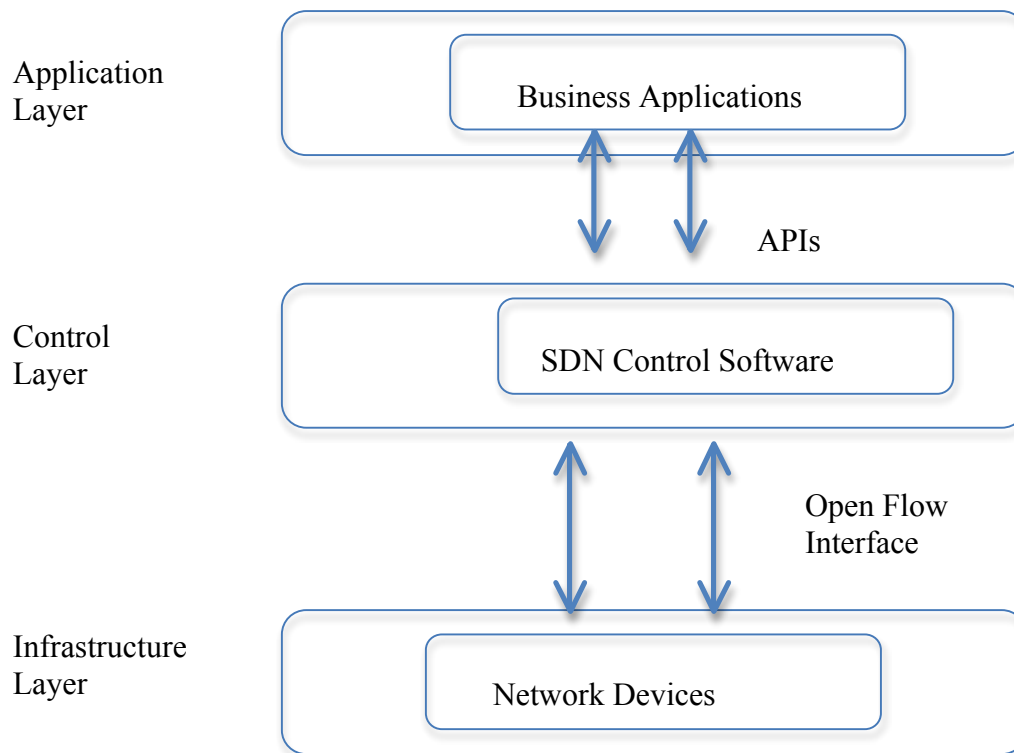 Application
Layer
Business Applications
APIs
Control
Layer
SDN Control Software
Open Flow
Interface
Infrastructure
Layer
Network Devices